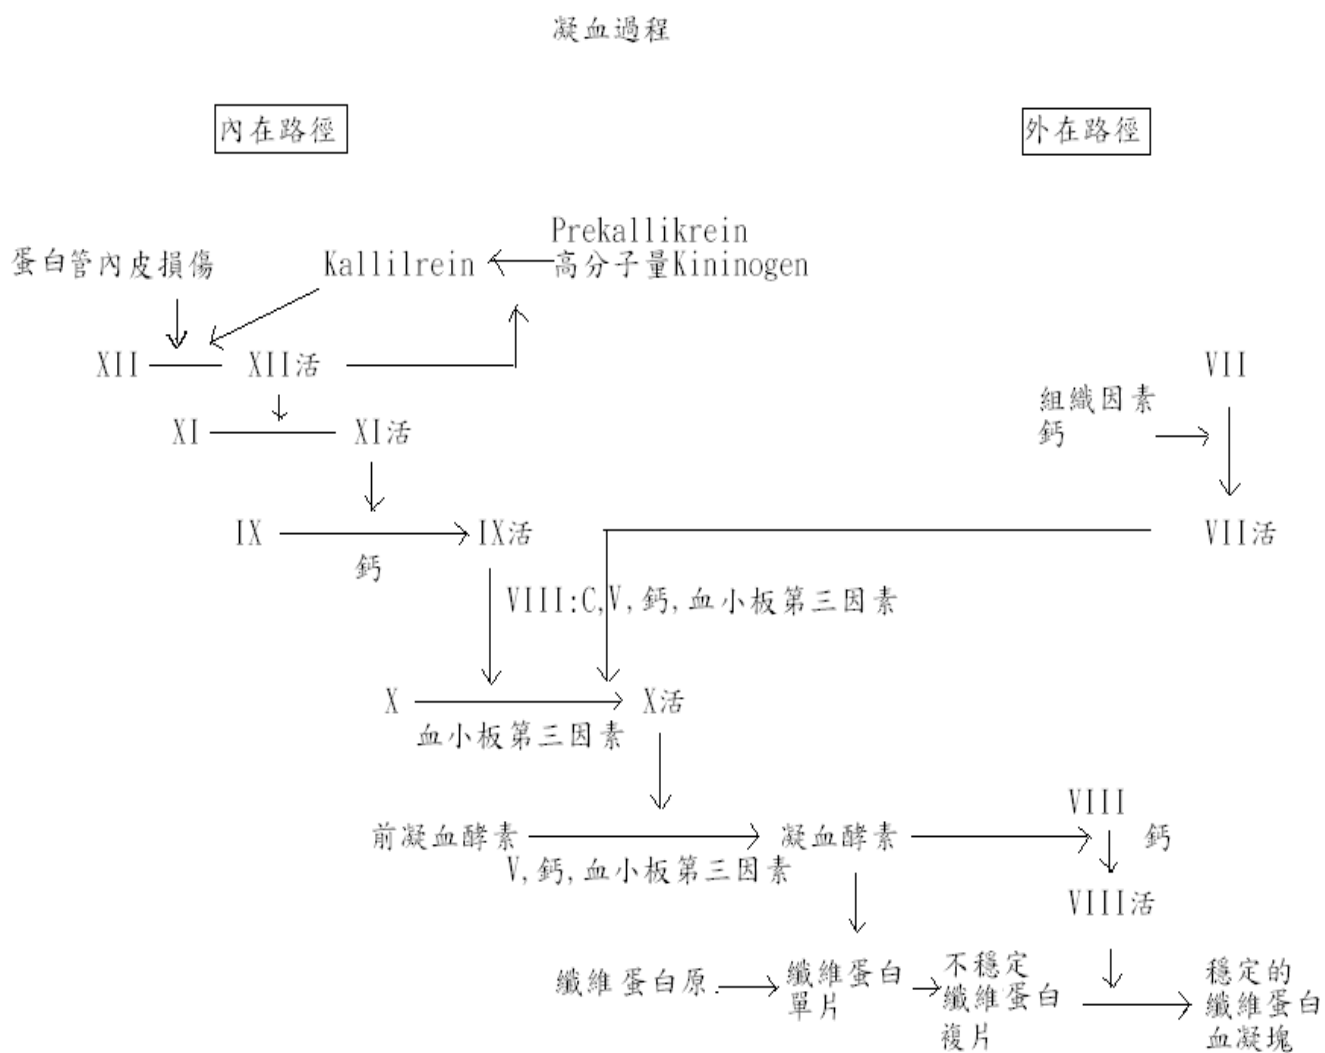 凝血過程
內在路徑
外在路徑
Prekallikrein
蛋白管內皮損傷
Kallilrein
高分子量Kininogen
XII
XII活
VII
組織因素
鈣
XI
XI活
IX
IX活
VII活
鈣
VIII:C,V,鈣,血小板第三因素
X
X活
血小板第三因素
VIII
前凝血酵素
凝血酵素
鈣
V,鈣,血小板第三因素
VIII活
纖維蛋白原
纖維蛋白
單片
不穩定
纖維蛋白
複片
穩定的
纖維蛋白
血凝塊